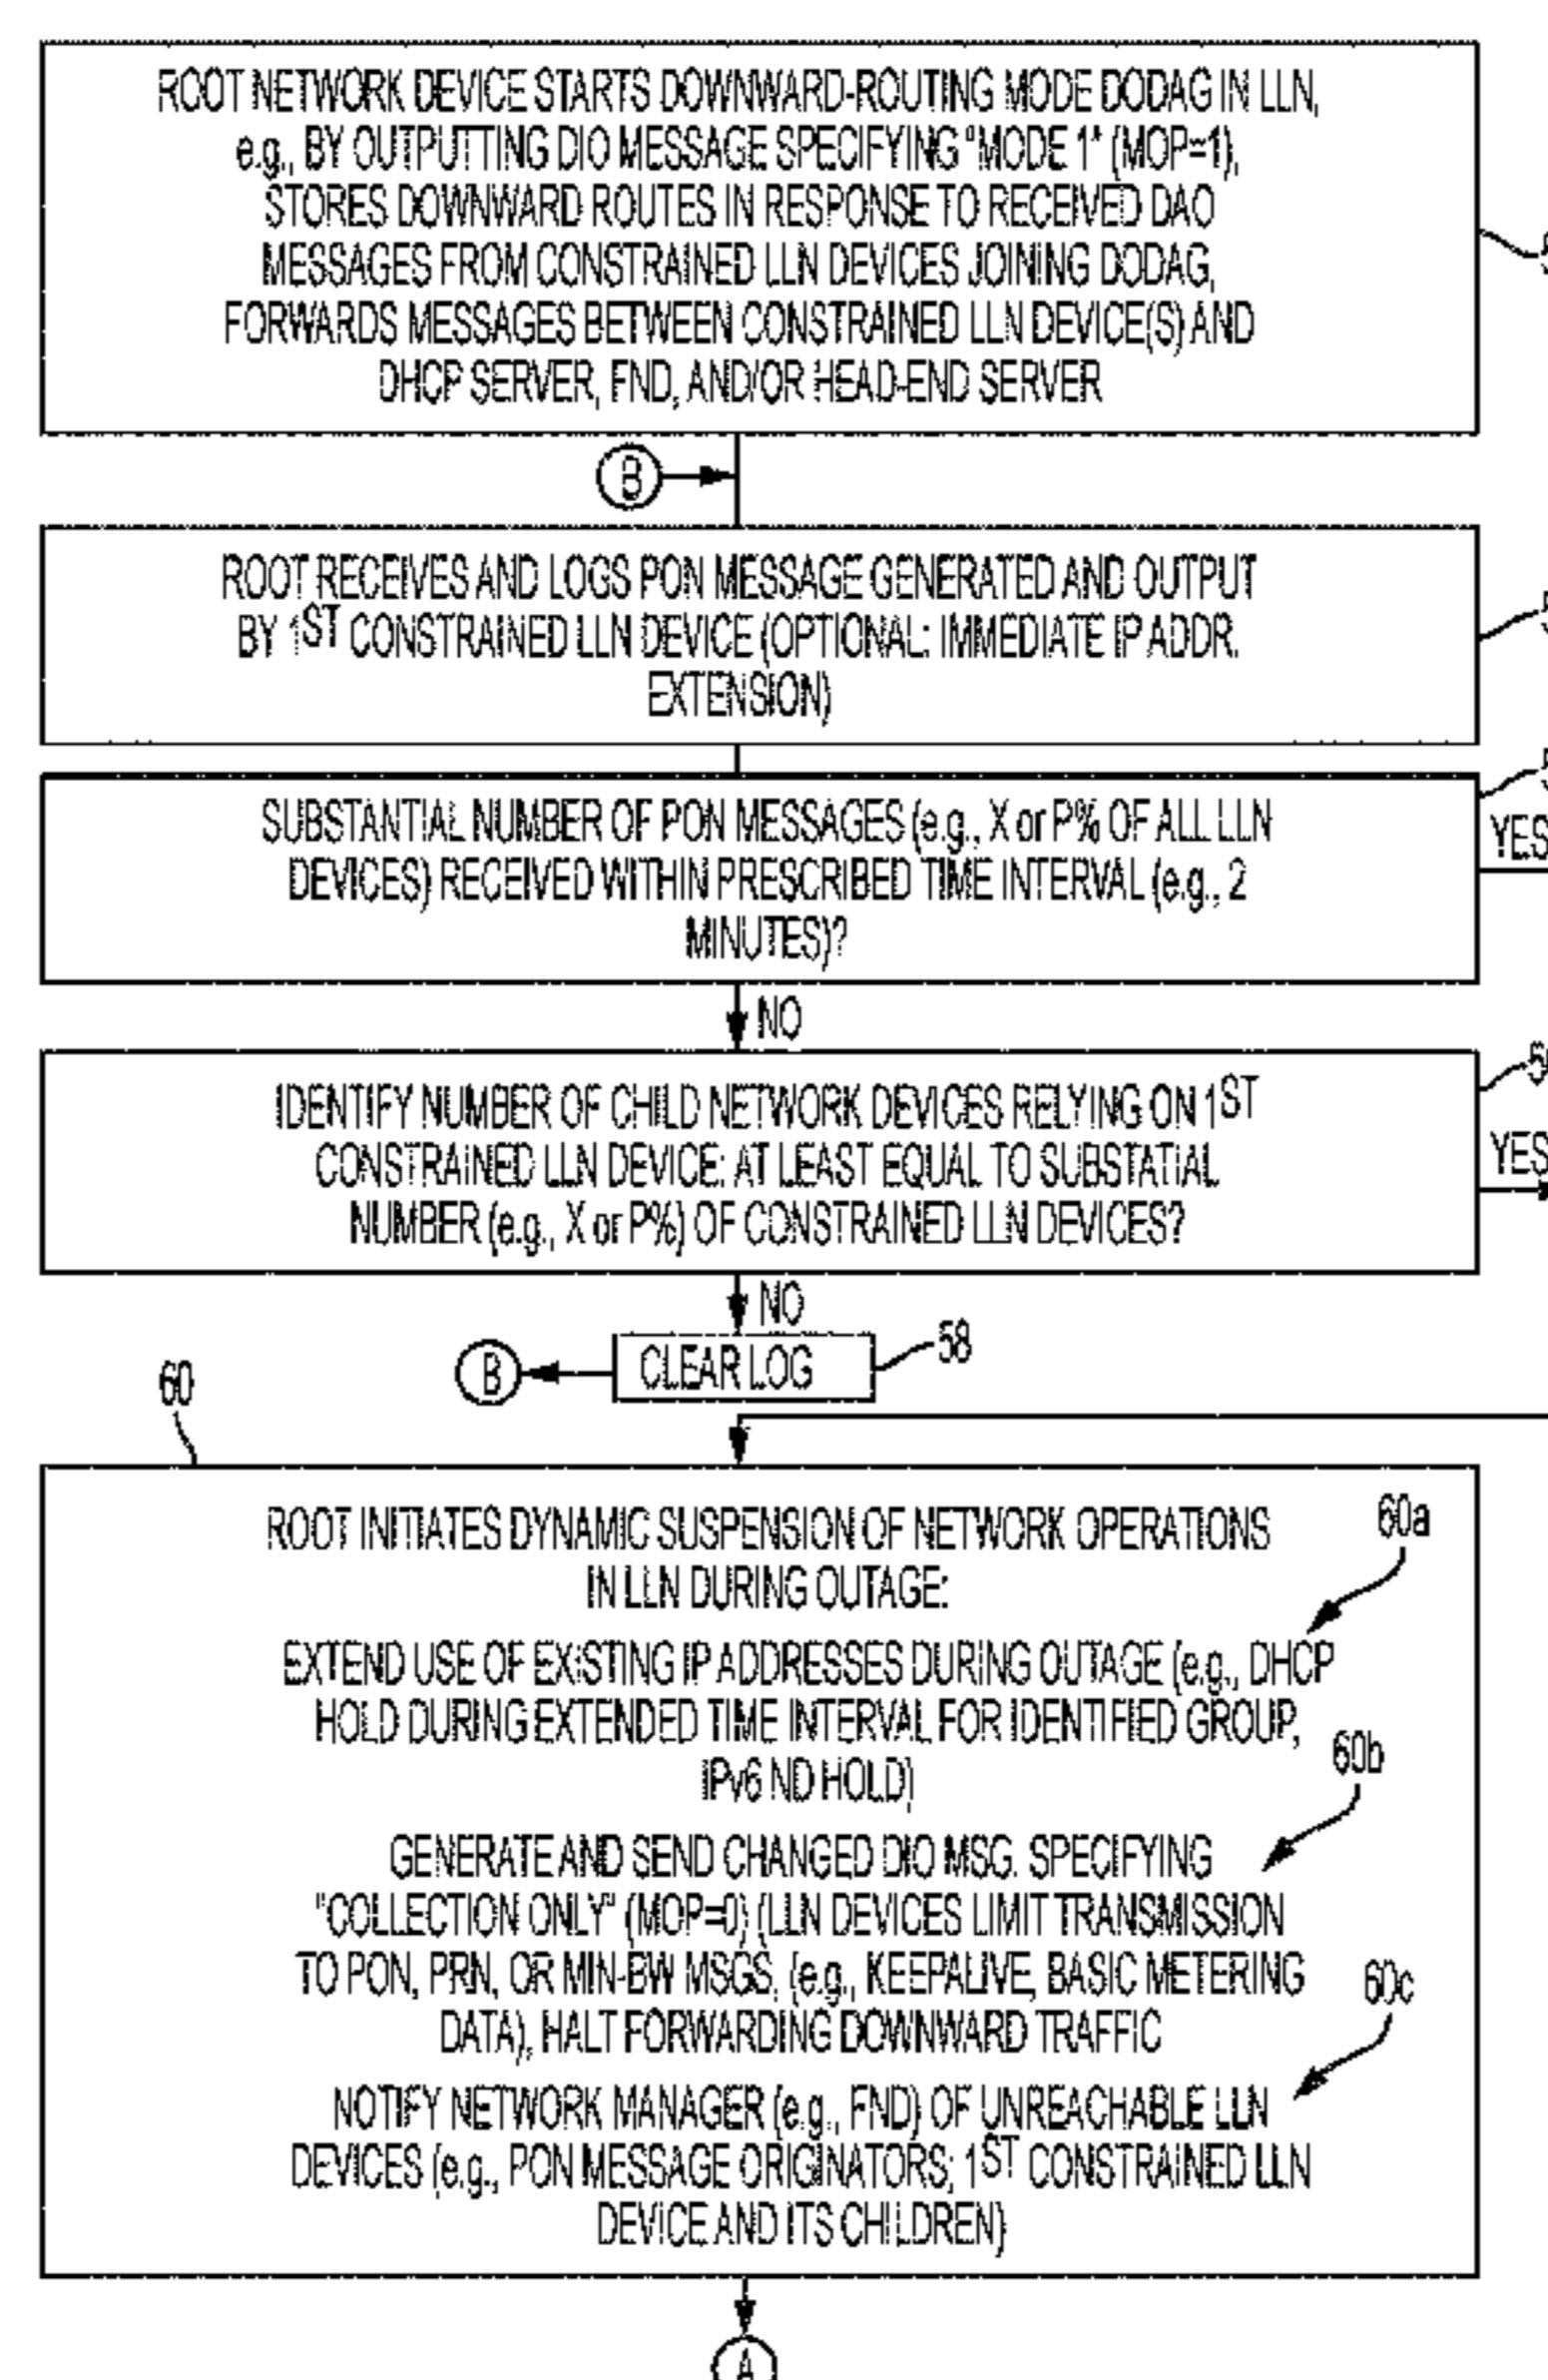 ROOT NETWORK DEVICE STARTS DOWNWARD-ROUTING MODE DODAG IN LLN,
e.g., BY OUTPUTTING DIO MESSAGE SPECIFYING "MODE 1" (MOP=1),
STORES DOWNWARD ROUTES IN RESPONSE TO RECEIVED DAO
MESSAGES FROM CONSTRAINED LLN DEVICES JOINING DODAG,
FORWARDS MESSAGES BETWEEN CONSTRAINED LLN DEVICE(S) AND
DHCP SERVER, FND, AND/OR HEAD-END SERVER
B
ROOT RECEIVES AND LOGS PON MESSAGE GENERATED AND OUTPUT
BY 1ST CONSTRAINED LLN DEVICE (OPTIONAL: IMMEDIATE IP ADDR.
EXTENSION)
SUBSTANTIAL NUMBER OF PON MESSAGES (e.g., X or P% OF ALL LLN
DEVICES) RECEIVED WITHIN PRESCRIBED TIME INTERVAL (e.g., 2
MINUTES)?
YES
NO
IDENTIFY NUMBER OF CHILD NETWORK DEVICES RELYING ON 1ST
CONSTRAINED LLN DEVICE: AT LEAST EQUAL TO SUBSTATIAL
NUMBER (e.g., X or P%) OF CONSTRAINED LLN DEVICES?
YES
NO
CLEAR LOG
58
B
60
ROOT INITIATES DYNAMIC SUSPENSION OF NETWORK OPERATIONS
IN LLN DURING OUTAGE:
60a
EXTEND USE OF EXISTING IP ADDRESSES DURING OUTAGE (e.g., DHCP
HOLD DURING EXTENDED TIME INTERVAL FOR IDENTIFIED GROUP,
IPv6 ND HOLD)
60b
GENERATE AND SEND CHANGED DIO MSG. SPECIFYING
"COLLECTION ONLY" (MOP=0) (LLN DEVICES LIMIT TRANSMISSION
TO PON, PRN, OR MIN-BW MSGS, (e.g., KEEPALIVE, BASIC METERING
DATA), HALT FORWARDING DOWNWARD TRAFFIC
60c
NOTIFY NETWORK MANAGER (e.g., FND) OF UNREACHABLE LLN
DEVICES (e.g., PON MESSAGE ORIGINATORS; 1ST CONSTRAINED LLN
DEVICE AND ITS CHILDREN)
A